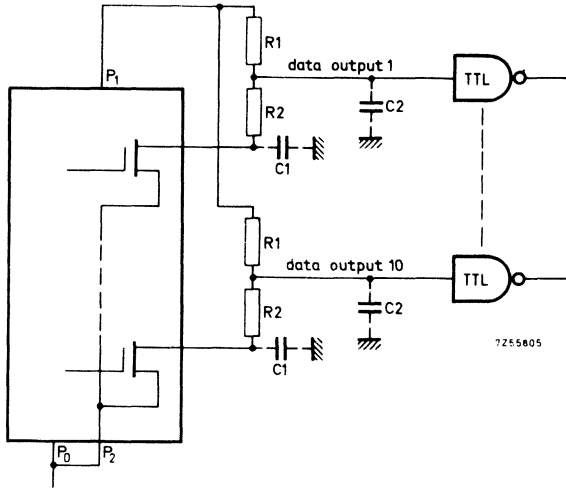 P1
R1
data output 1
TTL
R2
C2
C1
R1
data output 10
TTL
R2
C2
7Z55805
C1
P0 P2